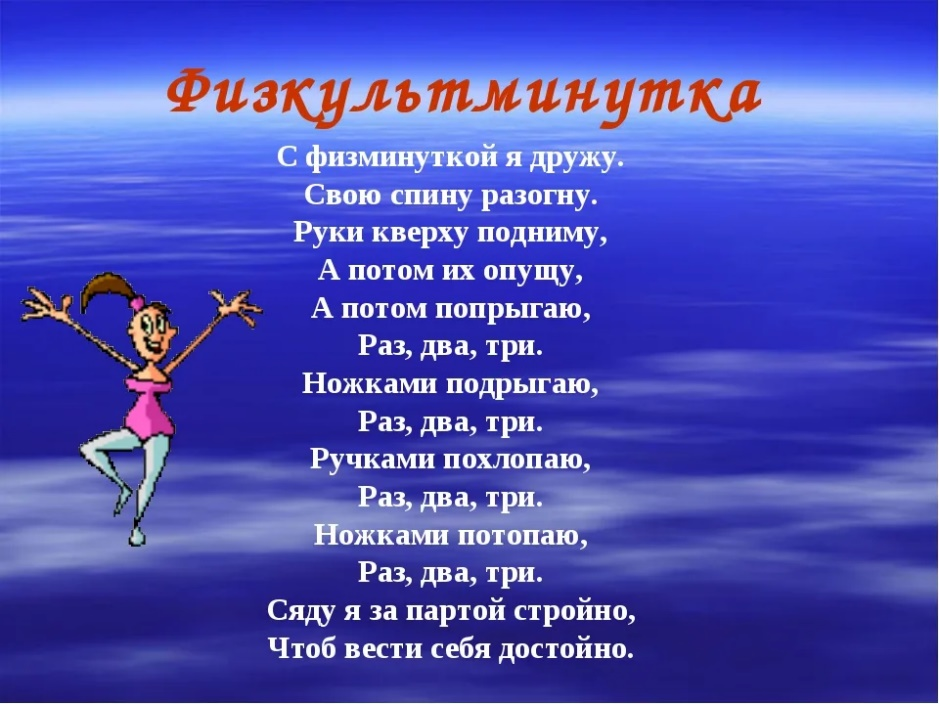 Физкультминутка
С физминуткой я дружу.
Свою спину разогну.
Руки кверху подниму,
А потом их опущу,
А потом попрыгаю,
Раз, два, три.
Ножками подрыгаю,
Раз, два, три.
Ручками похлопаю,
Раз, два, три.
Ножками потопаю,
Раз, два, три.
Сяду я за партой стройно,
Чтоб вести себя достойно.